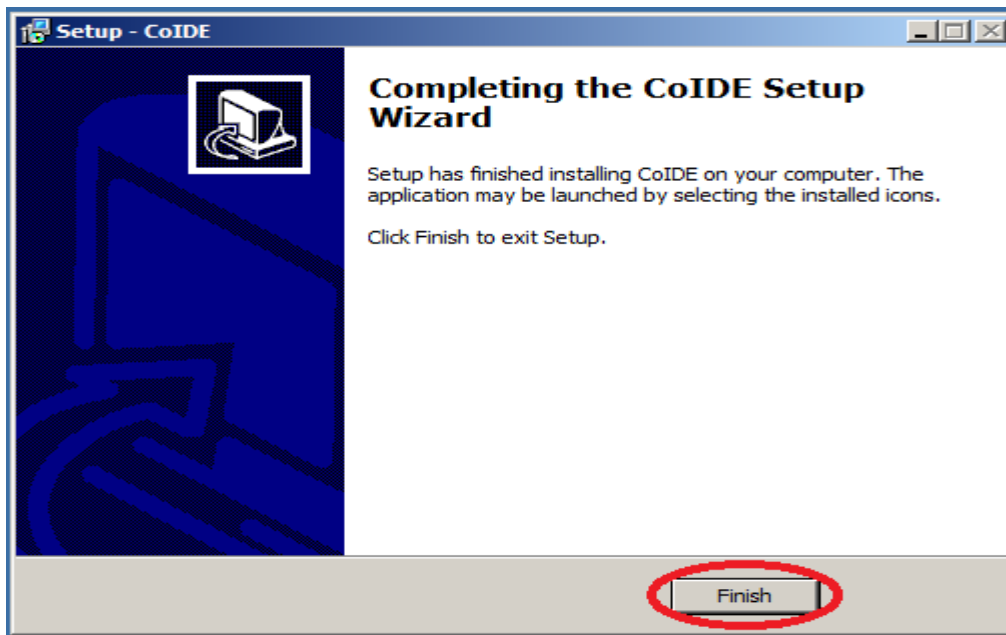 Setup - CoIDE
Completing the CoIDE Setup
Wizard
Setup has finished installing CoIDE on your computer. The
application may be launched by selecting the installed icons.
Click Finish to exit Setup.
Finish